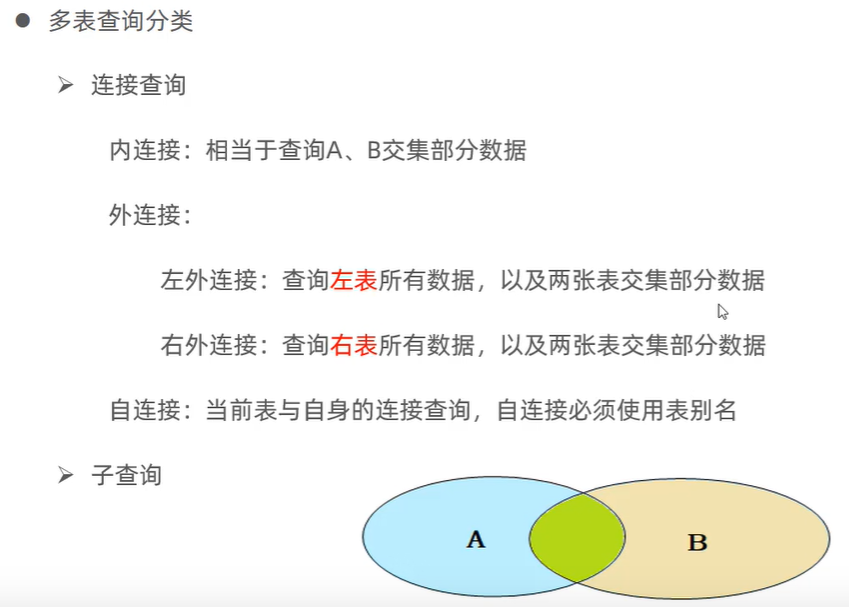 多表查询分类
连接查询
内连接：相当于查询A、B交集部分数据
外连接：
左外连接：查询左表所有数据，以及两张表交集部分数据
右外连接：查询右表所有数据，以及两张表交集部分数据
自连接：当前表与自身的连接查询，自连接必须使用表别名
子查询
A
B